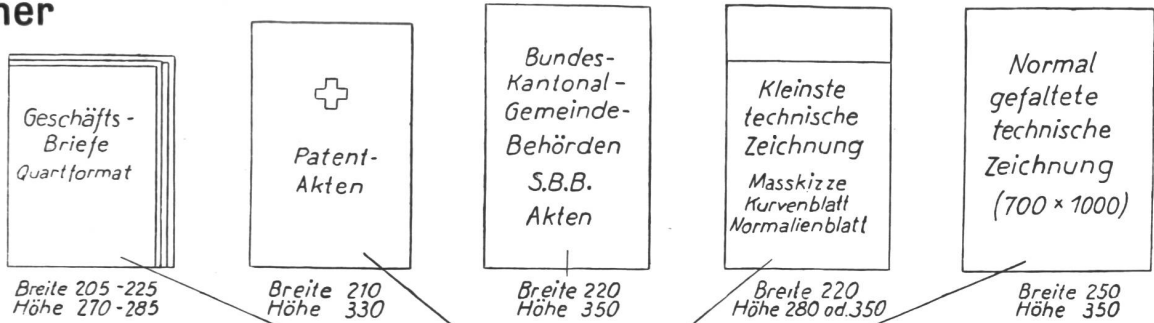 ner
Geschäfts-
Briefe
Quartformat
Breite 205-225
Höhe 270-285
Patent-
Akten
Breite 210
Höhe 330
Bundes-
Kantonal-
Gemeinde-
Behörden
S.B.B.
Akten
Breite 220
Höhe 350
Kleinste
technische
Zeichnung
Masskizze
Kurvenblatt
Normalienblatt
Breite 220
Höhe 280 od. 350
Normal
gefaltete
technische
Zeichnung
(700 × 1000)
Breite 250
Höhe 350